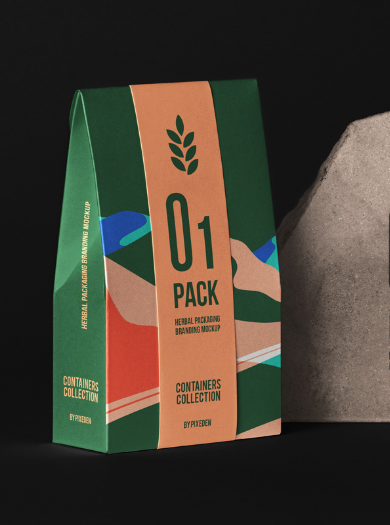 HERBAL PACKAGING BRANDING MOCKUP
CONTAINERS
COLLECTION
BY PIXEDEN
01
PACK
HERBAL PACKAGING
BRANDING MOCKUP
CONTAINERS
COLLECTION
BY PIXEDEN